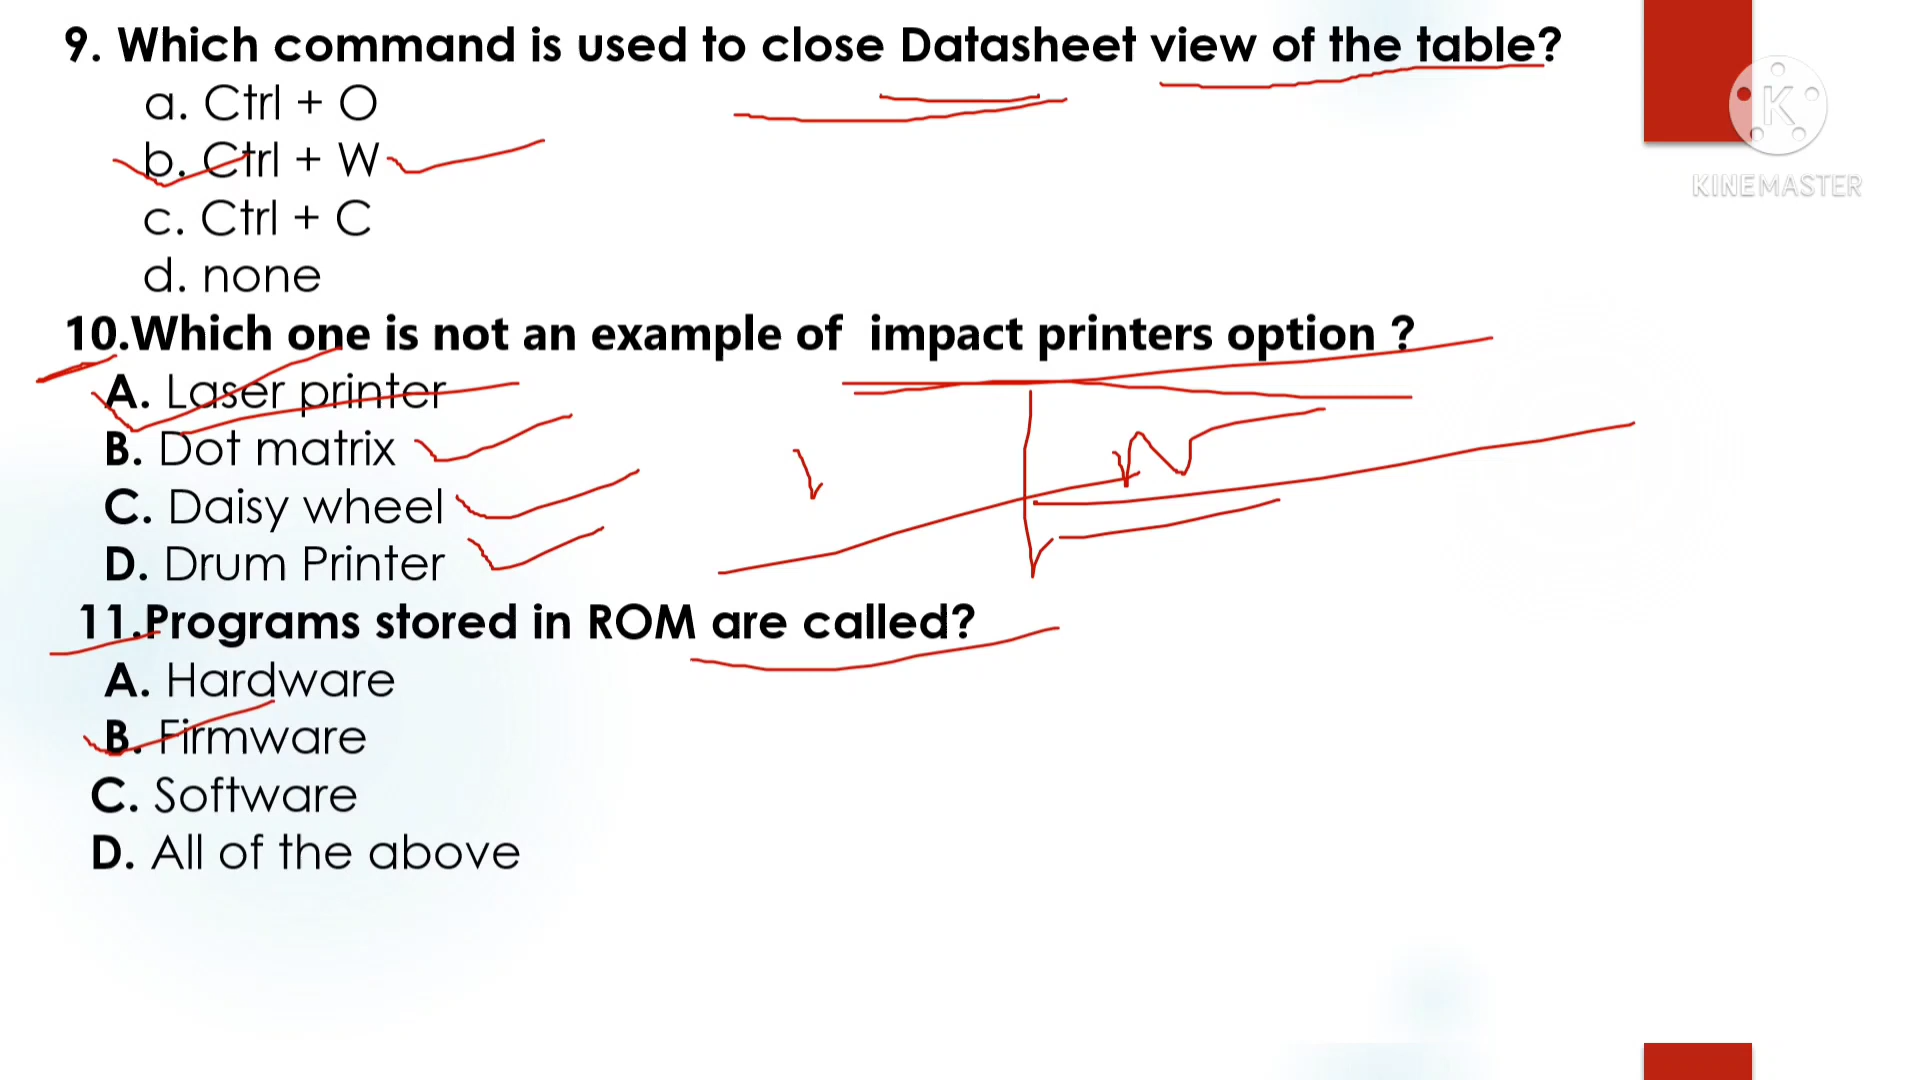 9. Which command is used to close Datasheet view of the table?
a. Ctrl + O
b. Ctrl + W
c. Ctrl + C
d. none
10.Which one is not an example of impact printers option ?
A. Laser printer
B. Dot matrix
C. Daisy wheel
D. Drum Printer
11.Programs stored in ROM are called?
A. Hardware
B. Firmware
C. Software
D. All of the above
K
KINEMASTER